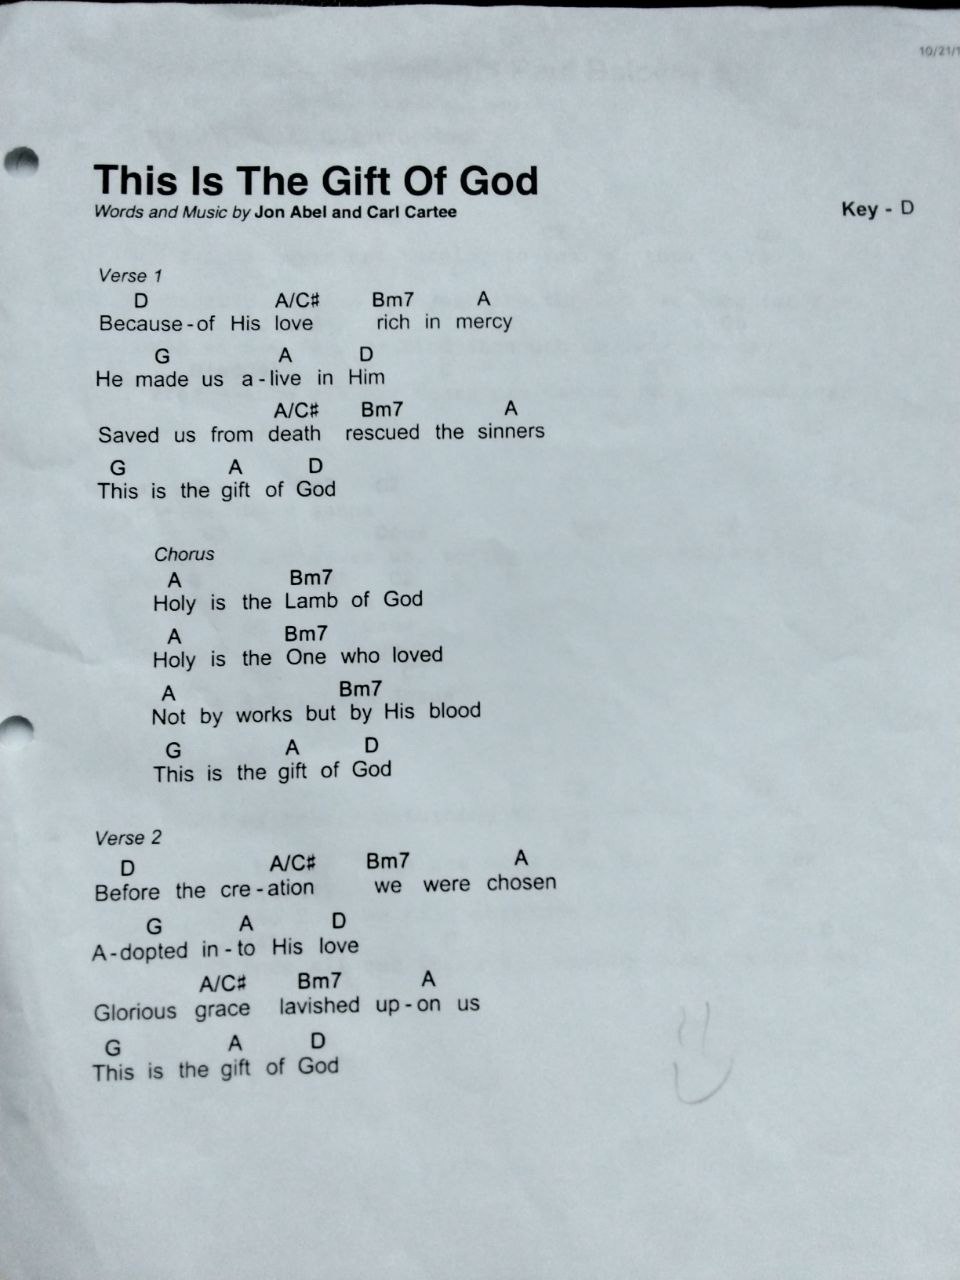 10/21/1
This Is The Gift Of God
Words and Music by Jon Abel and Carl Cartee
Key - D
Verse 1
D A/C♯ Bm7 A
Because - of His love rich in mercy
G A D
He made us a - live in Him
A/C♯ Bm7 A
Saved us from death rescued the sinners
G A D
This is the gift of God
Chorus
A Bm7
Holy is the Lamb of God
A Bm7
Holy is the One who loved
A Bm7
Not by works but by His blood
G A D
This is the gift of God
Verse 2
D A/C♯ Bm7 A
Before the cre - ation we were chosen
G A D
A - dopted in - to His love
A/C♯ Bm7 A
Glorious grace lavished up - on us
G A D
This is the gift of God